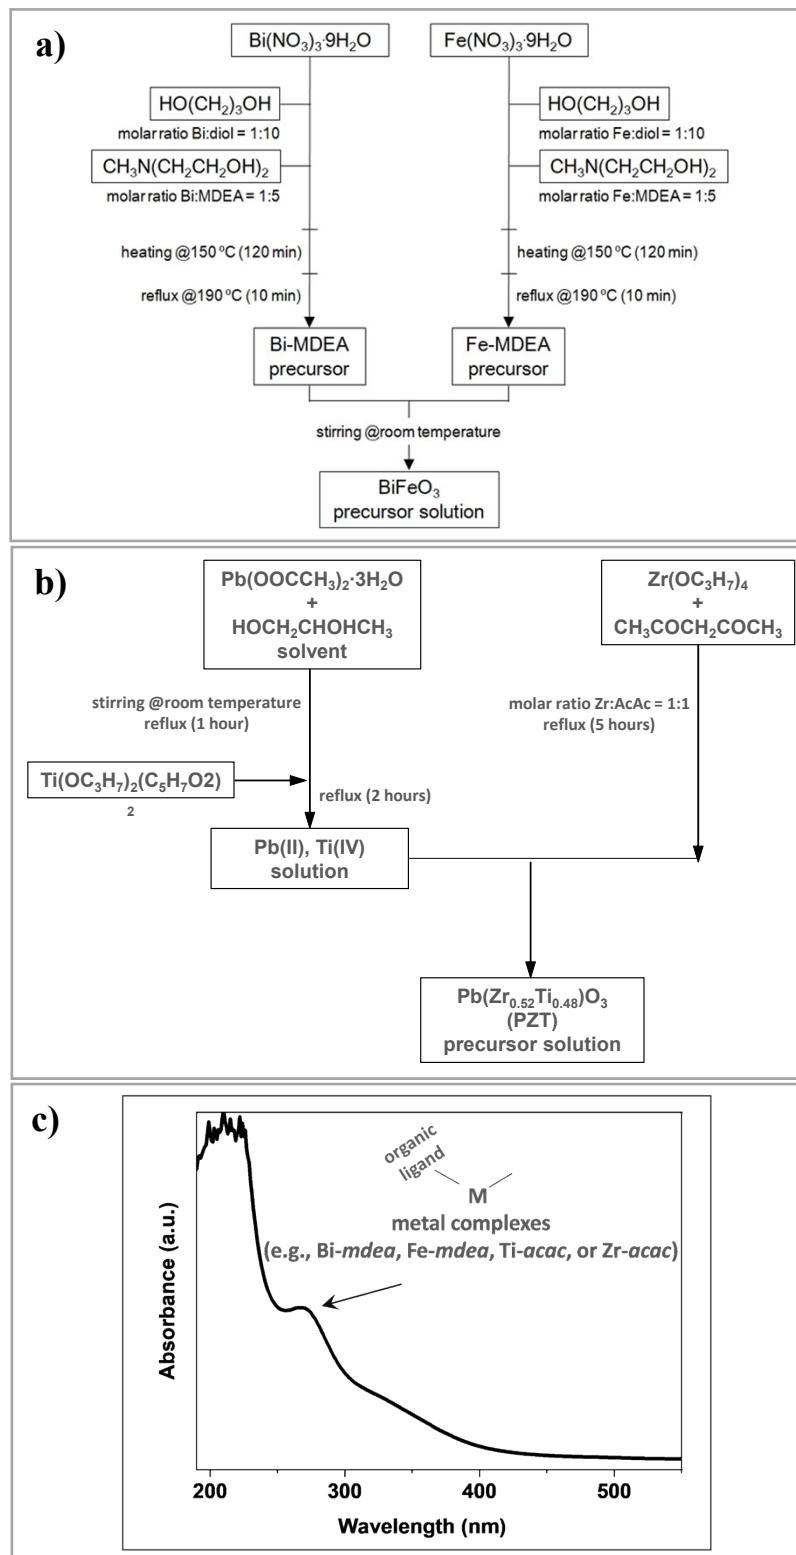 a)
Bi(NO₃)₃·9H₂O
Fe(NO₃)₃·9H₂O
HO(CH₂)₃OH
molar ratio Bi:diol = 1:10
HO(CH₂)₃OH
molar ratio Fe:diol = 1:10
CH₃N(CH₂CH₂OH)₂
molar ratio Bi:MDEA = 1:5
CH₃N(CH₂CH₂OH)₂
molar ratio Fe:MDEA = 1:5
heating @150 ºC (120 min)
heating @150 ºC (120 min)
reflux @190 ºC (10 min)
reflux @190 ºC (10 min)
Bi-MDEA
precursor
Fe-MDEA
precursor
stirring @room temperature
BiFeO₃
precursor solution
b)
Pb(OOCCH₃)₂·3H₂O
+
HOCH₂CHOHCH₃
solvent
Zr(OC₃H₇)₄
+
CH₃COCH₂COCH₃
stirring @room temperature
reflux (1 hour)
molar ratio Zr:AcAc = 1:1
reflux (5 hours)
Ti(OC₃H₇)₂(C₅H₇O2)
2
reflux (2 hours)
Pb(II), Ti(IV)
solution
Pb(Zr₀.₅₂Ti₀.₄₈)O₃
(PZT)
precursor solution
c)
organic
ligand
M
metal complexes
(e.g., Bi-mdea, Fe-mdea, Ti-acac, or Zr-acac)
Absorbance (a.u.)
200 300 400 500
Wavelength (nm)